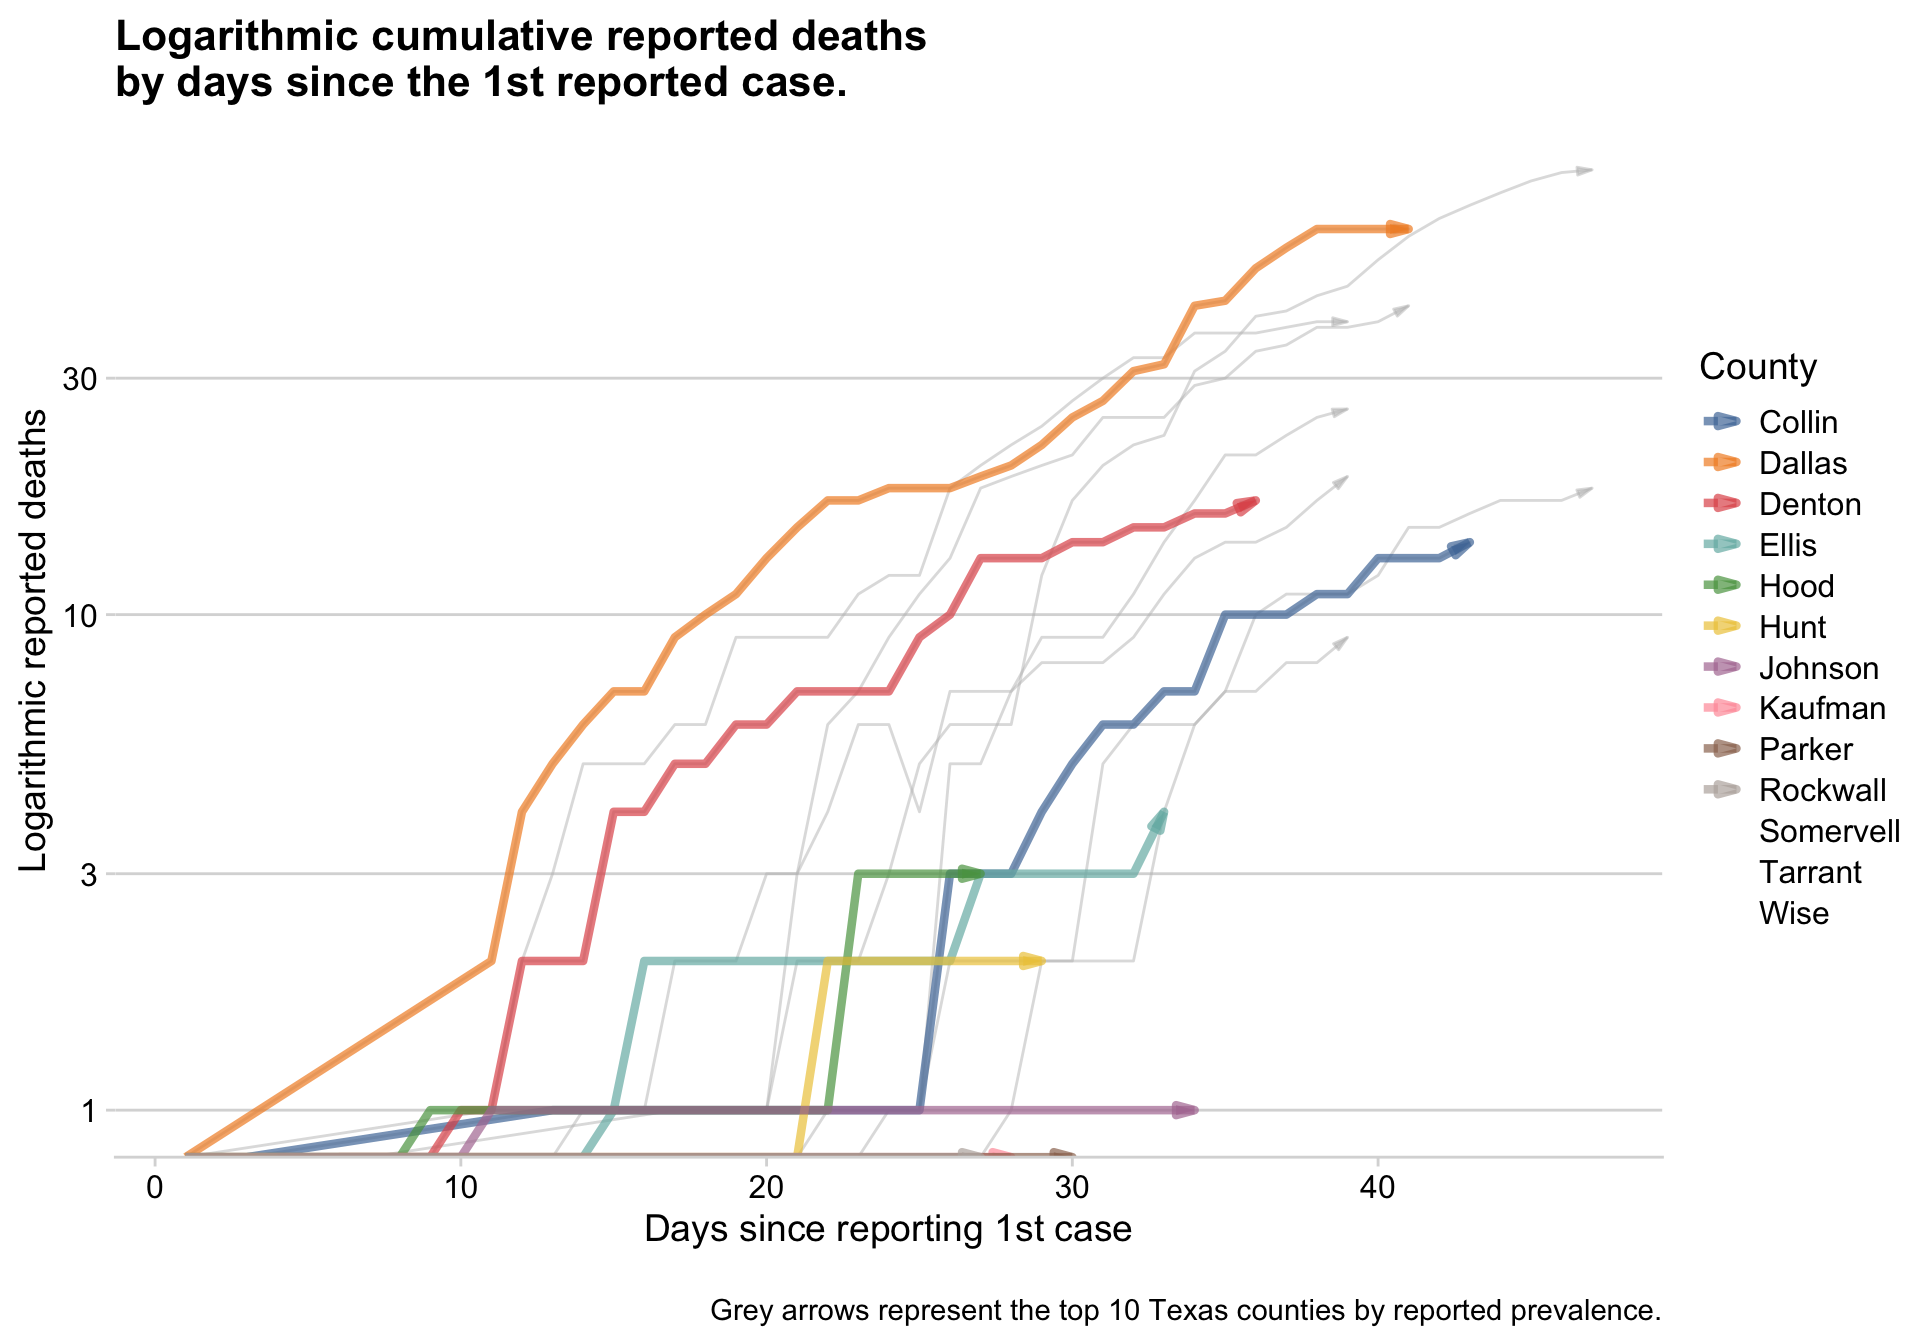 Logarithmic cumulative reported deaths
by days since the 1st reported case.
Logarithmic reported deaths
30
10
3
1
0
10
20
30
40
Days since reporting 1st case
County
Collin
Dallas
Denton
Ellis
Hood
Hunt
Johnson
Kaufman
Parker
Rockwall
Somervell
Tarrant
Wise
Grey arrows represent the top 10 Texas counties by reported prevalence.